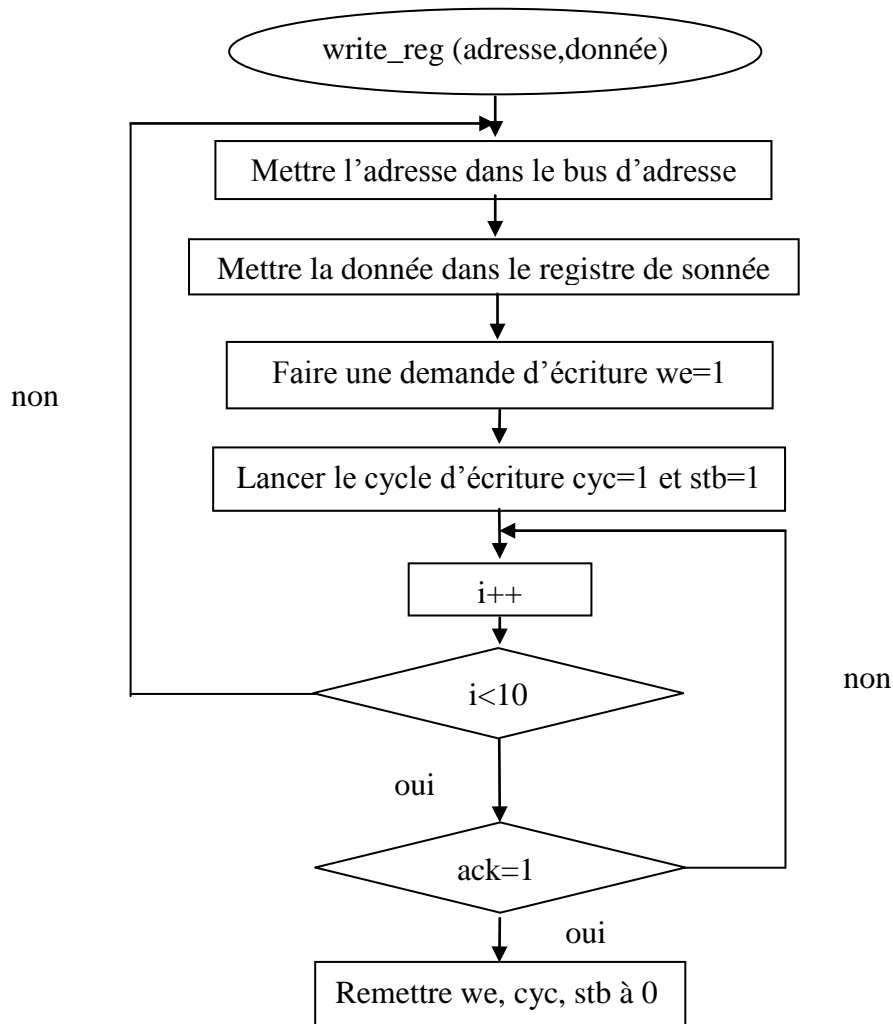 write_reg (adresse,donnée)
Mettre l’adresse dans le bus d’adresse
Mettre la donnée dans le registre de sonnée
Faire une demande d’écriture we=1
non
Lancer le cycle d’écriture cyc=1 et stb=1
i++
i<10
non
oui
ack=1
oui
Remettre we, cyc, stb à 0